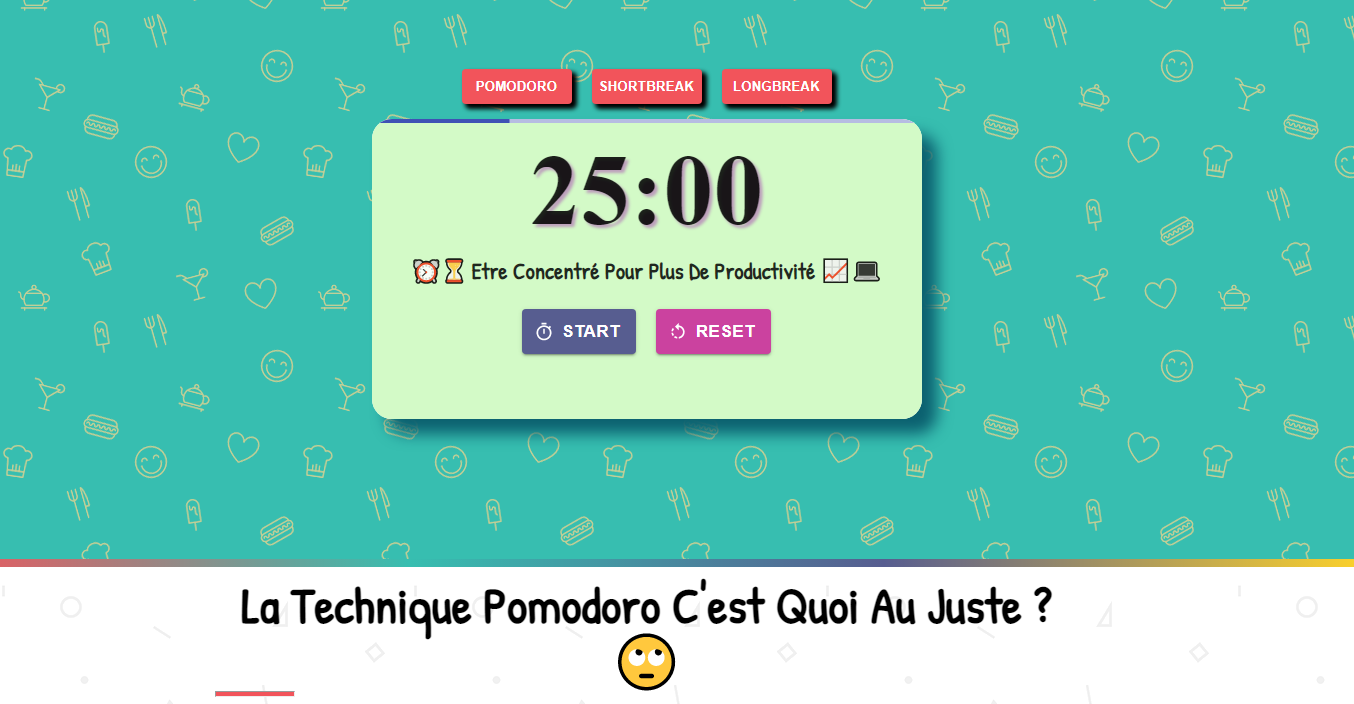 POMODORO SHORTBREAK LONGBREAK
25:00
Etre Concentré Pour Plus De Productivité
START RESET
La Technique Pomodoro C'est Quoi Au Juste ?